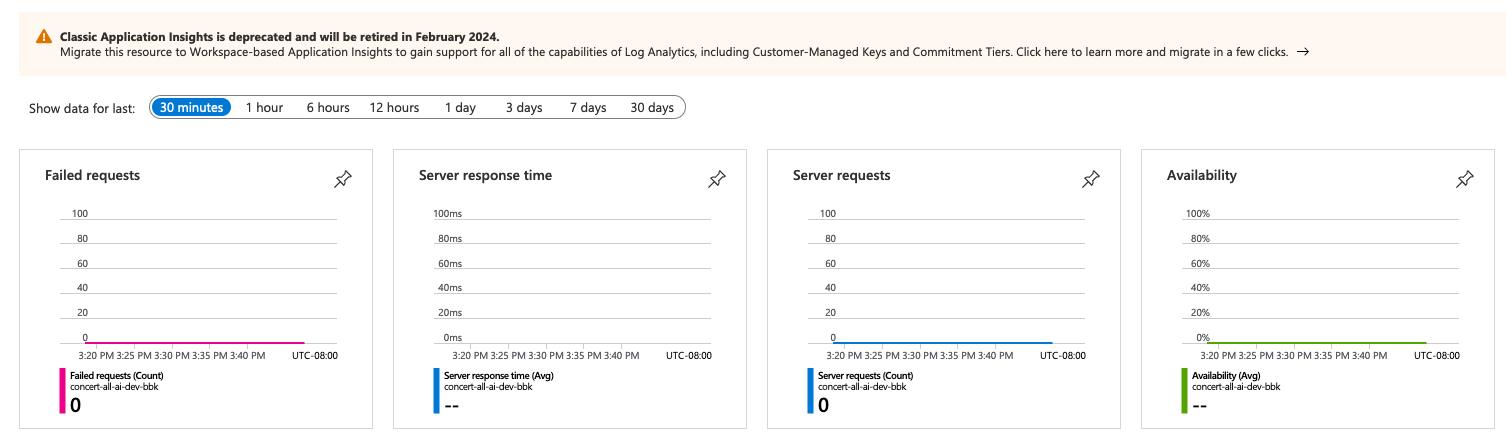 Classic Application Insights is deprecated and will be retired in February 2024.
Migrate this resource to Workspace-based Application Insights to gain support for all of the capabilities of Log Analytics, including Customer-Managed Keys and Commitment Tiers. Click here to learn more and migrate in a few clicks. →
Show data for last: 30 minutes 1 hour 6 hours 12 hours 1 day 3 days 7 days 30 days
Failed requests
100
80
60
40
20
0
3:20 PM 3:25 PM 3:30 PM 3:35 PM 3:40 PM UTC-08:00
Failed requests (Count)
concert-all-ai-dev-bbk
0
Server response time
100ms
80ms
60ms
40ms
20ms
0ms
3:20 PM 3:25 PM 3:30 PM 3:35 PM 3:40 PM UTC-08:00
Server response time (Avg)
concert-all-ai-dev-bbk
--
Server requests
100
80
60
40
20
0
3:20 PM 3:25 PM 3:30 PM 3:35 PM 3:40 PM UTC-08:00
Server requests (Count)
concert-all-ai-dev-bbk
0
Availability
100%
80%
60%
40%
20%
0%
3:20 PM 3:25 PM 3:30 PM 3:35 PM 3:40 PM UTC-08:00
Availability (Avg)
concert-all-ai-dev-bbk
--